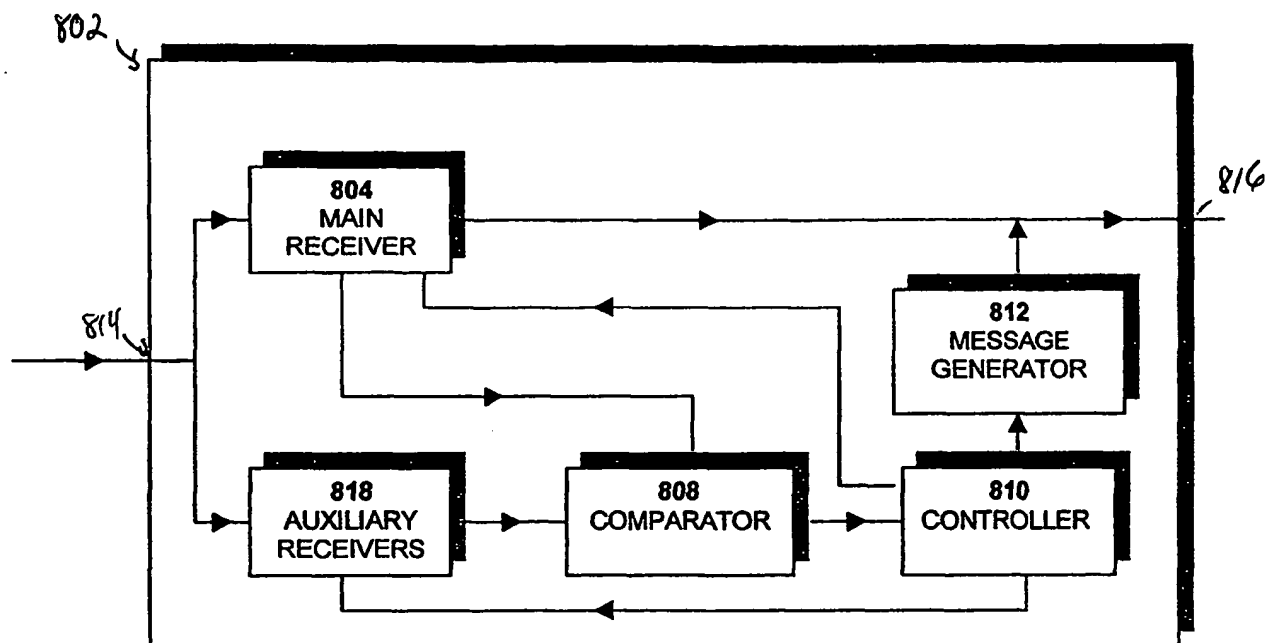 802
804
MAIN
RECEIVER
816
814
812
MESSAGE
GENERATOR
818
AUXILIARY
RECEIVERS
808
COMPARATOR
810
CONTROLLER